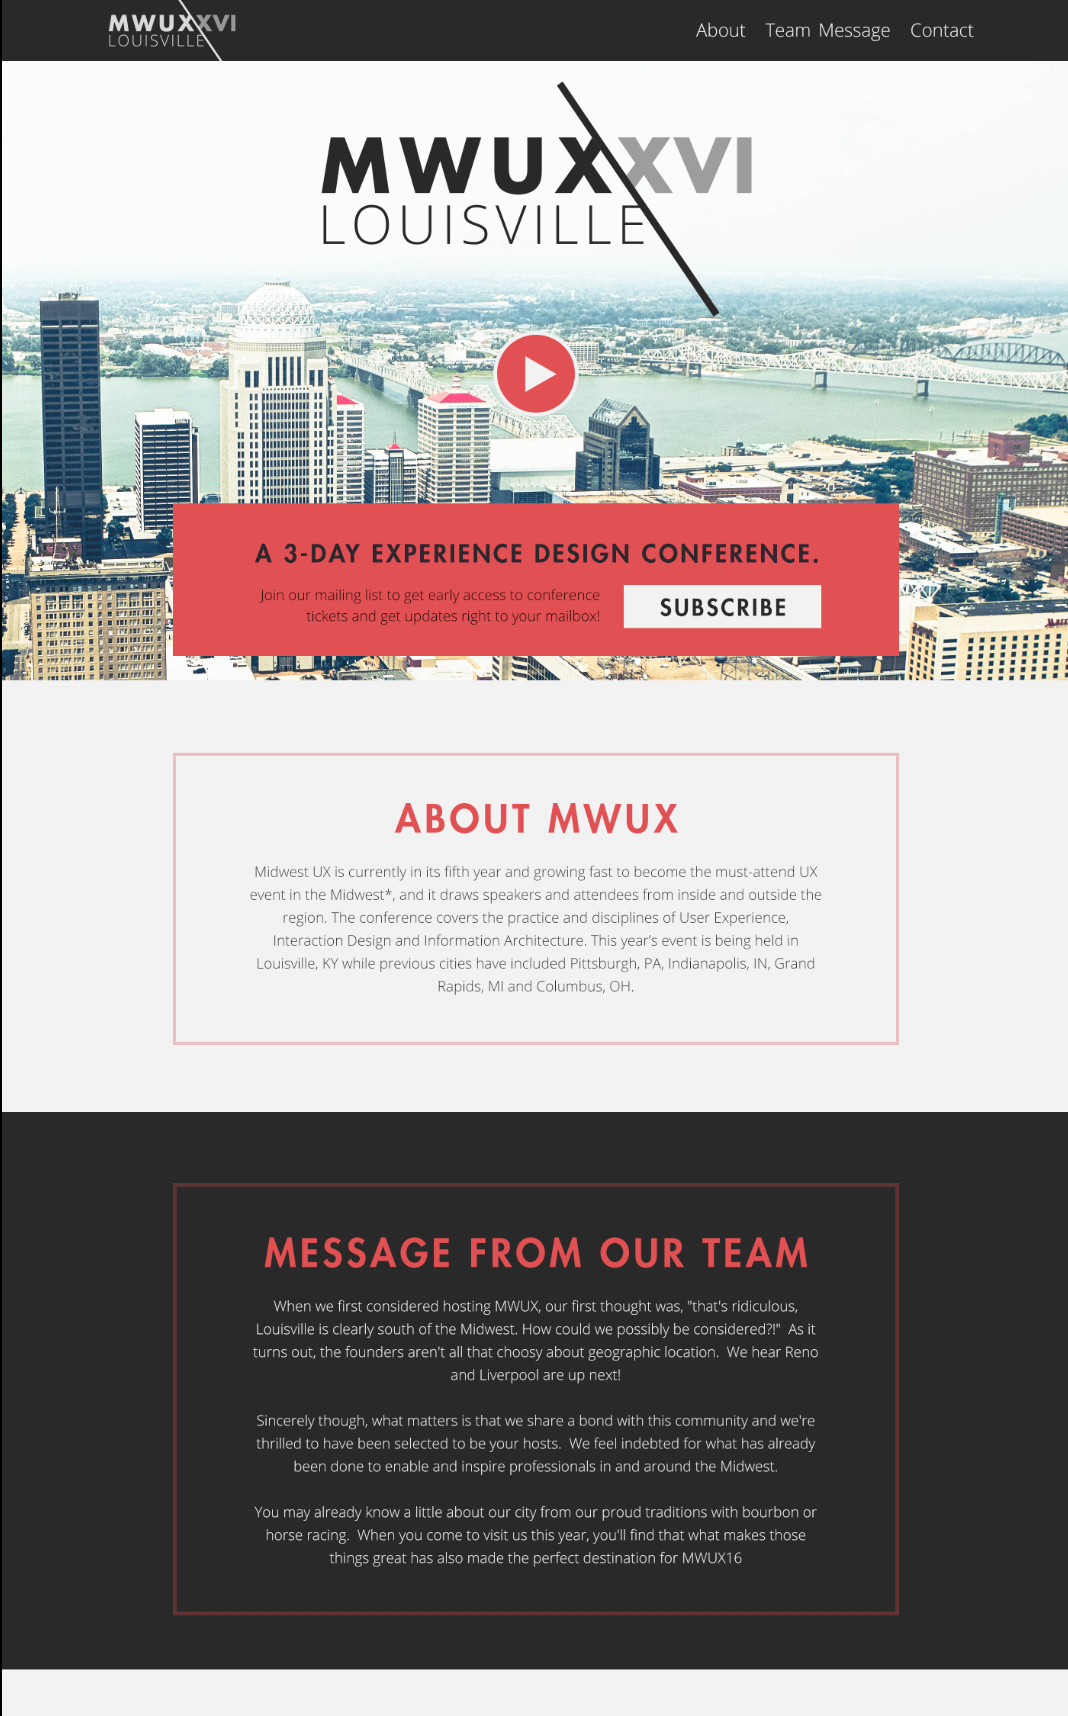 MWUXXVI
LOUISVILLE
About Team Message Contact
MWUXXVI
LOUISVILLE
A 3-DAY EXPERIENCE DESIGN CONFERENCE.
Join our mailing list to get early access to conference
tickets and get updates right to your mailbox!
SUBSCRIBE
ABOUT MWUX
Midwest UX is currently in its fifth year and growing fast to become the must-attend UX
event in the Midwest*, and it draws speakers and attendees from inside and outside the
region. The conference covers the practice and disciplines of User Experience,
Interaction Design and Information Architecture. This year's event is being held in
Louisville, KY while previous cities have included Pittsburgh, PA, Indianapolis, IN, Grand
Rapids, MI and Columbus, OH.
MESSAGE FROM OUR TEAM
When we first considered hosting MWUX, our first thought was, "that's ridiculous,
Louisville is clearly south of the Midwest. How could we possibly be considered?!" As it
turns out, the founders aren't all that choosy about geographic location. We hear Reno
and Liverpool are up next!
Sincerely though, what matters is that we share a bond with this community and we're
thrilled to have been selected to be your hosts. We feel indebted for what has already
been done to enable and inspire professionals in and around the Midwest.
You may already know a little about our city from our proud traditions with bourbon or
horse racing. When you come to visit us this year, you'll find that what makes those
things great has also made the perfect destination for MWUX16